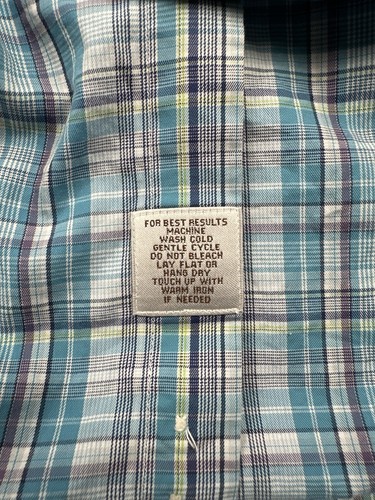 FOR BEST RESULTS
MACHINE
WASH COLD
GENTLE CYCLE
DO NOT BLEACH
LAY FLAT OR
HANG DRY
TOUCH UP WITH
WARM IRON
IF NEEDED